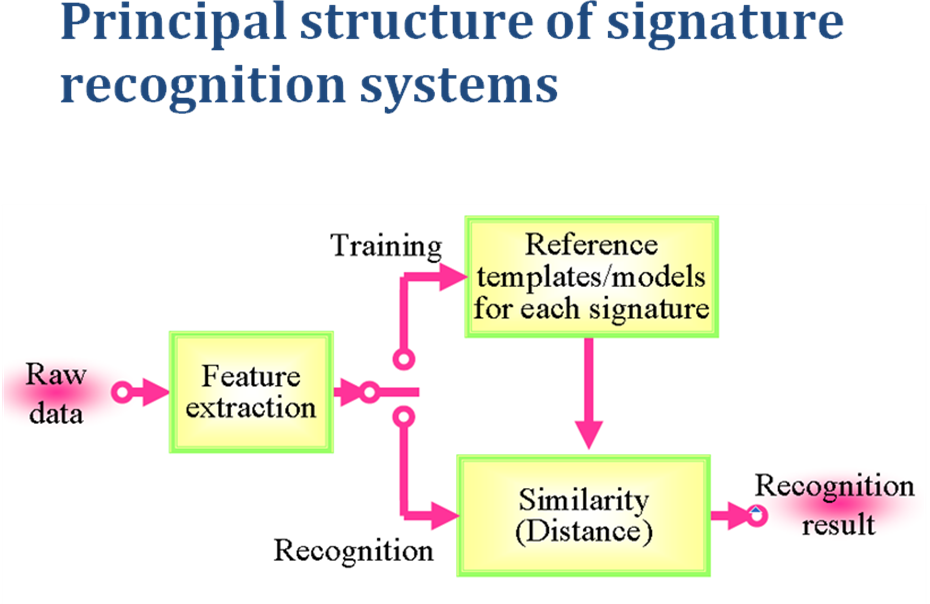 Principal structure of signature
recognition systems
Training
Reference
templates/models
for each signature
Raw
data
Feature
extraction
Similarity
(Distance)
Recognition
Recognition
result